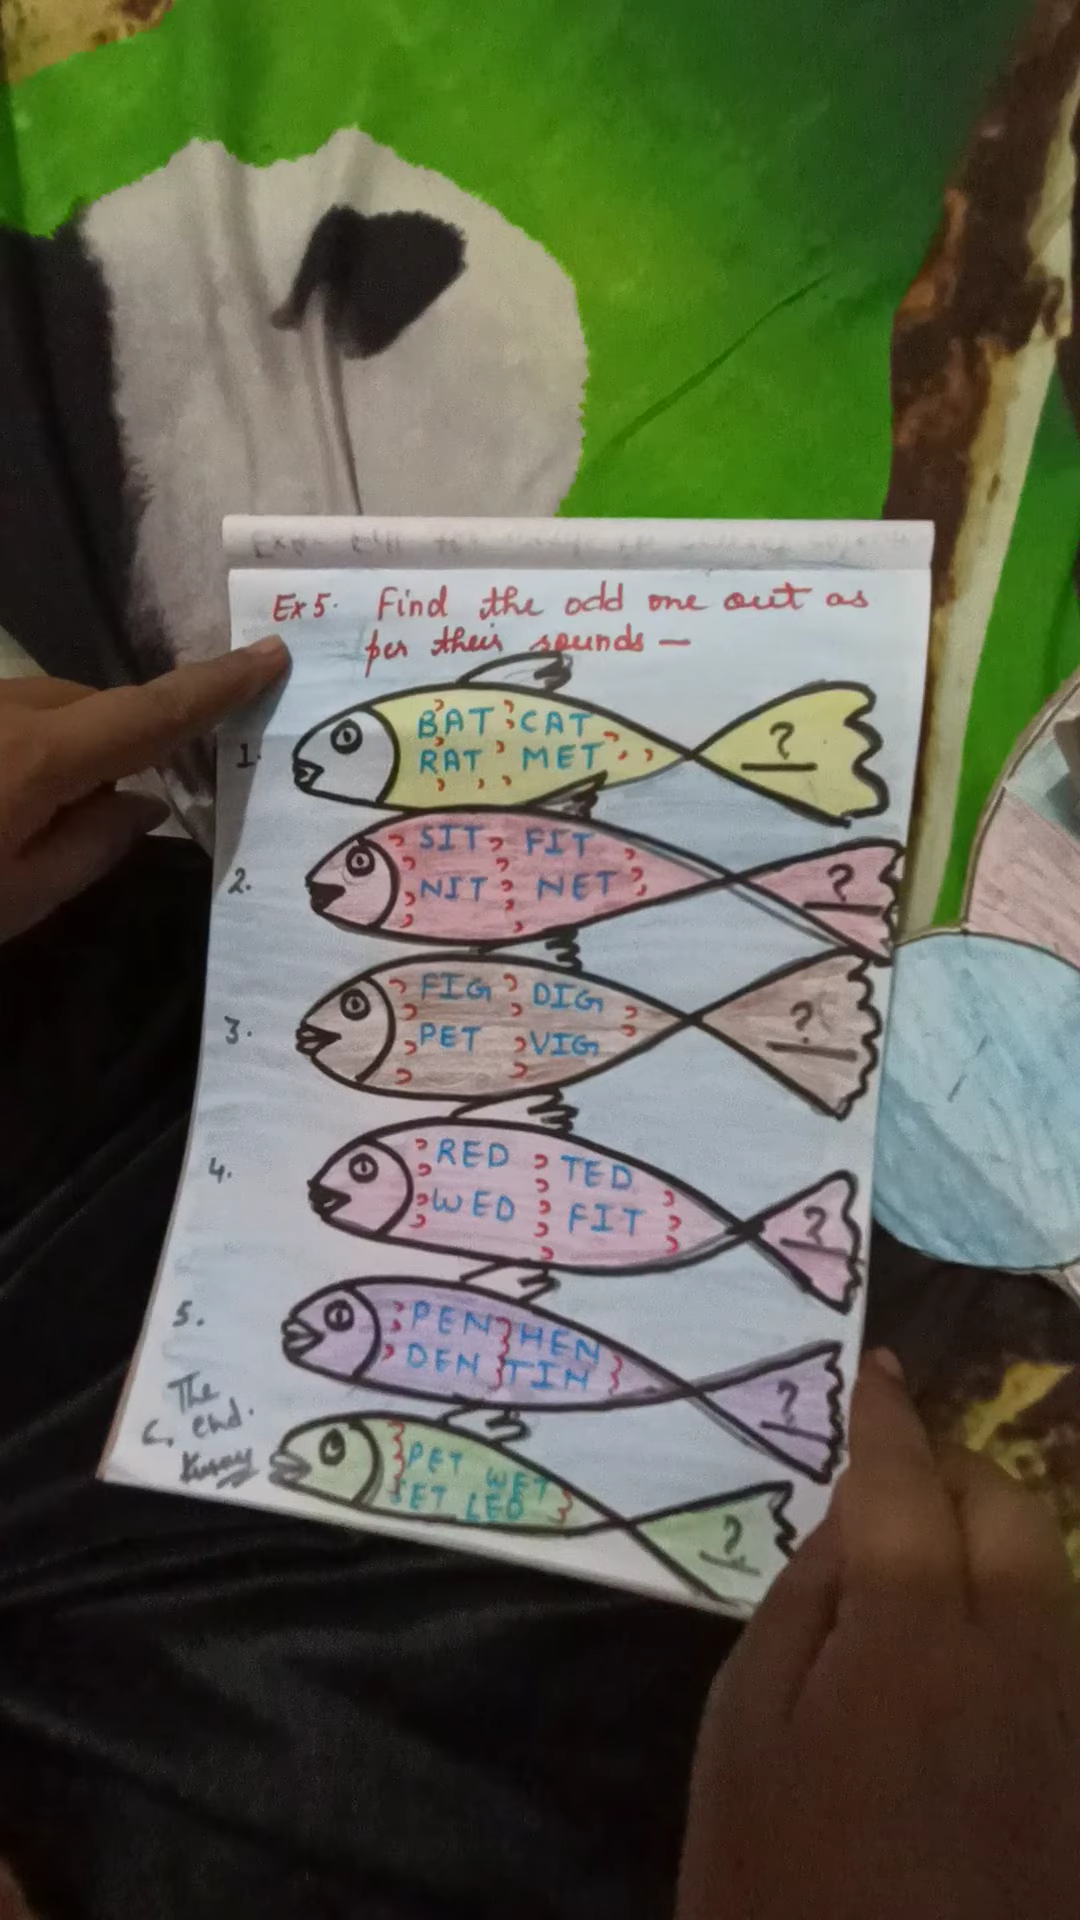 Ex 5. Find the odd one out as
per their sounds —
1. BAT CAT ?
RAT MET
2. SIT FIT ?
NIT NET
3. FIG DIG ?
PET VIG
4. RED TED ?
WED FIT
5. PEN HEN ?
DEN TIN
The
end.
PET WET ?
LED